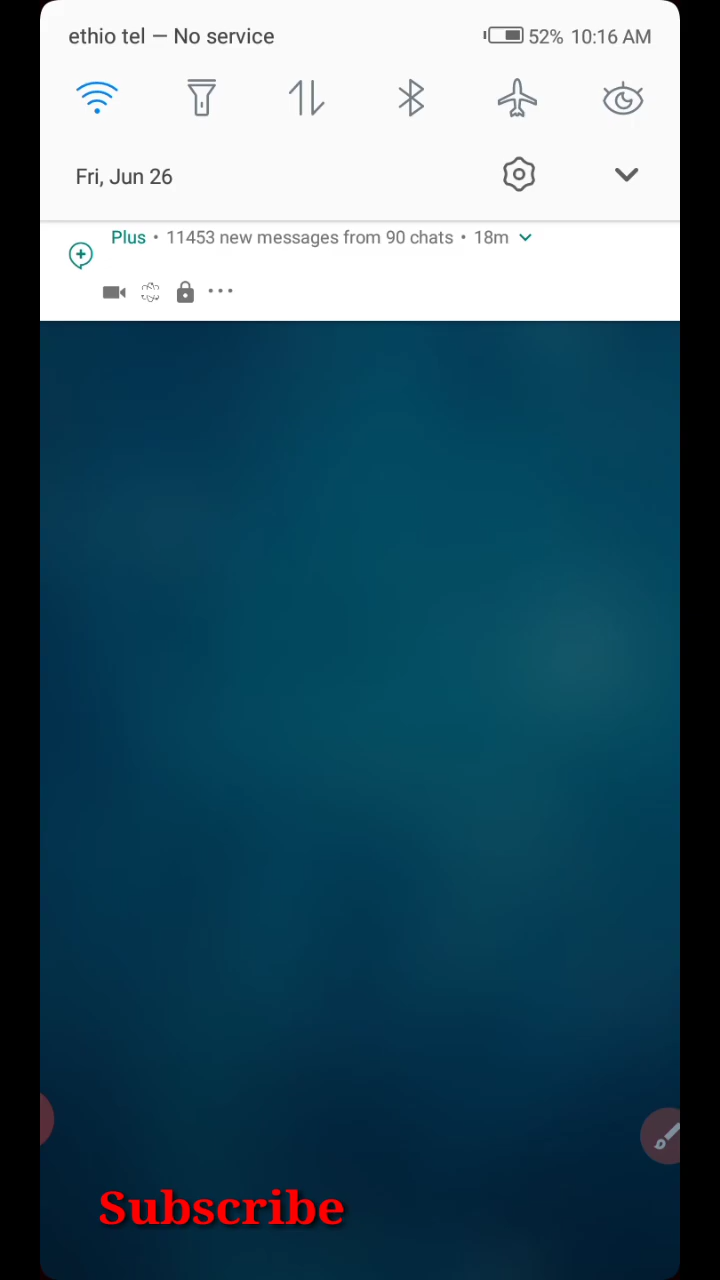 ethio tel — No service 52% 10:16 AM
Fri, Jun 26
Plus • 11453 new messages from 90 chats • 18m
Subscribe